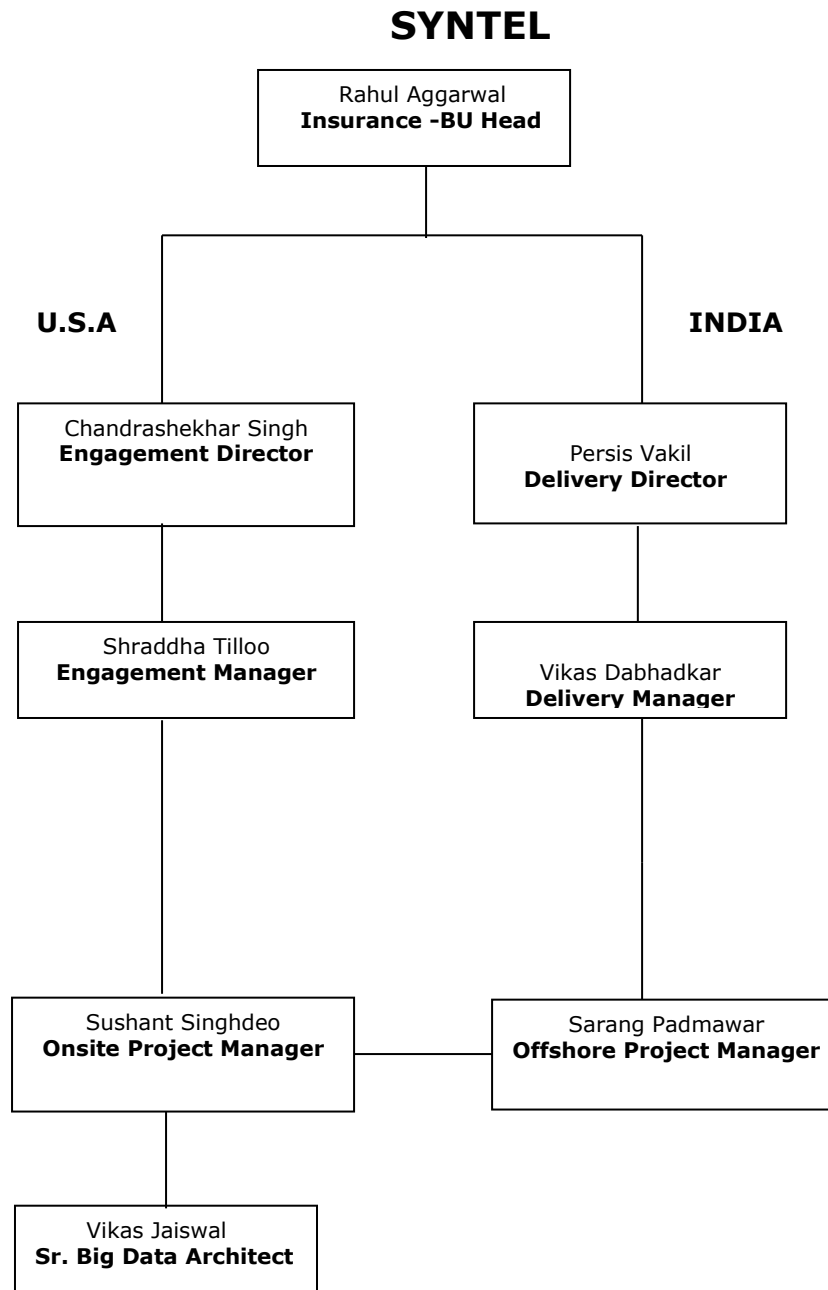 SYNTEL
Rahul Aggarwal
Insurance -BU Head
U.S.A
INDIA
Chandrashekhar Singh
Engagement Director
Persis Vakil
Delivery Director
Shraddha Tilloo
Engagement Manager
Vikas Dabhadkar
Delivery Manager
Sushant Singhdeo
Onsite Project Manager
Sarang Padmawar
Offshore Project Manager
Vikas Jaiswal
Sr. Big Data Architect